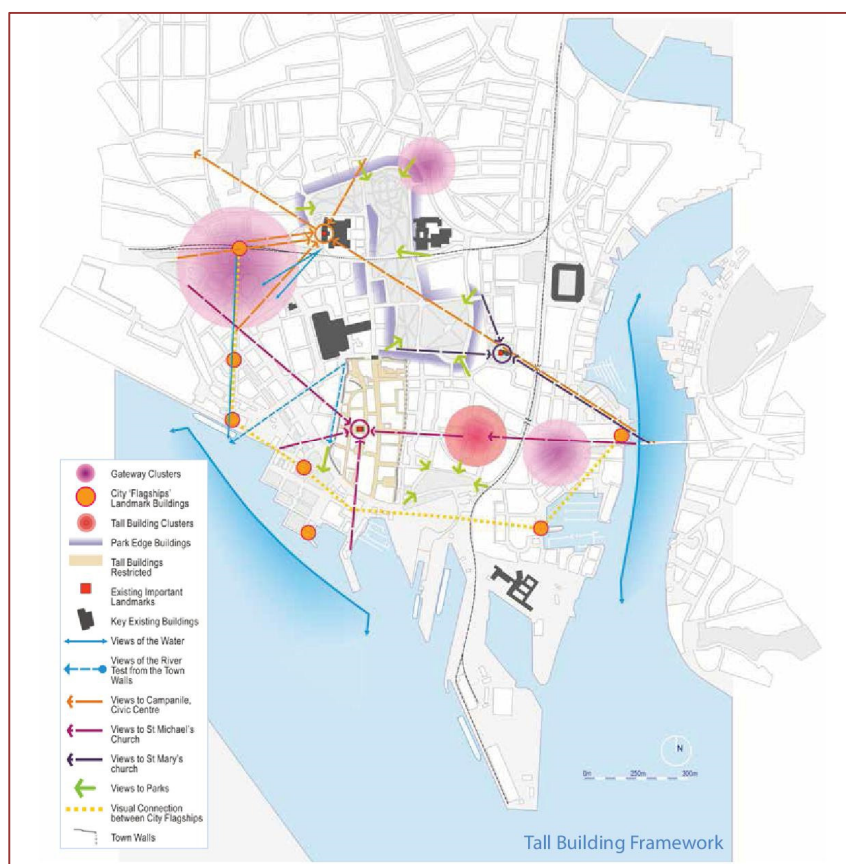 Gateway Clusters
City 'Flagships'
Landmark Buildings
Tall Building Clusters
Park Edge Buildings
Tall Buildings
Restricted
Existing Important
Landmarks
Key Existing Buildings
Views of the Water
Views of the River
Test from the Town
Walls
Views to Campanile,
Civic Centre
Views to St Michael's
Church
Views to St Mary's
church
Views to Parks
Visual Connection
between City Flagships
Town Walls
N
0m 250m 300m
Tall Building Framework